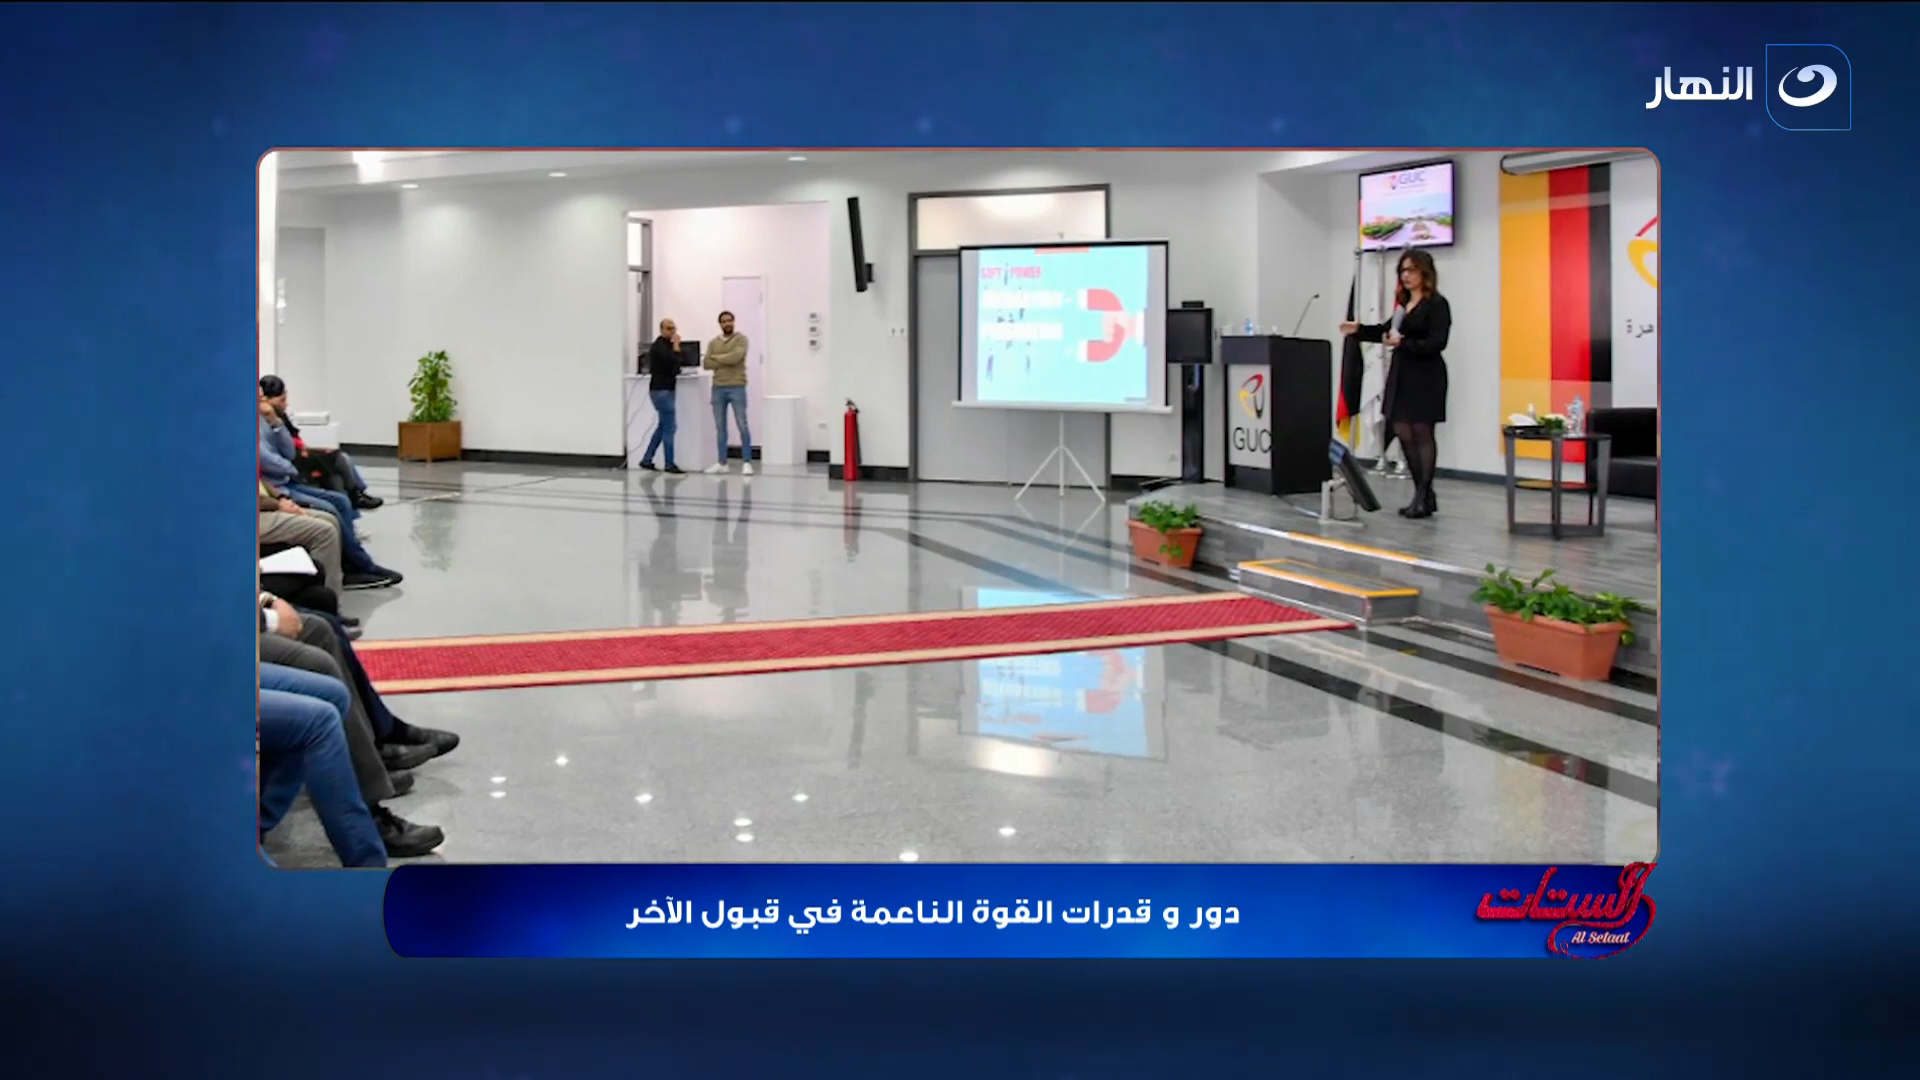 النهار
GUC
SOFT POWER
GUC
دور و قدرات القوة الناعمة في قبول الآخر
الستات
Al Setaat